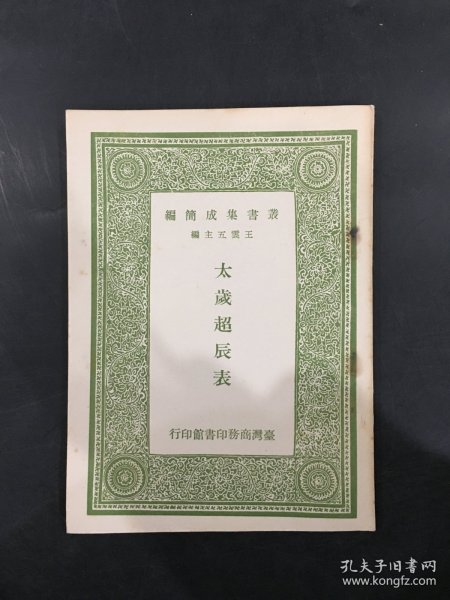 叢書集成簡編
王雲五主編
太歲超辰表
臺灣商務印書館印行
孔夫子旧书网
www.kongfz.com